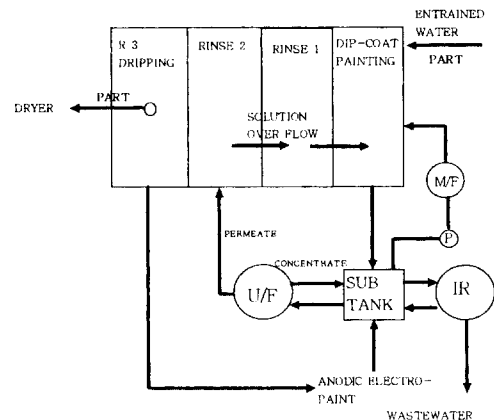 ENTRAINED
WATER
PART
R 3
DRIPPING
RINSE 2
RINSE 1
DIP-COAT
PAINTING
DRYER
PART
SOLUTION
OVER FLOW
M/F
P
PERMEATE
CONCENTRATE
U/F
SUB
TANK
IR
ANODIC ELECTRO-
PAINT
WASTEWATER